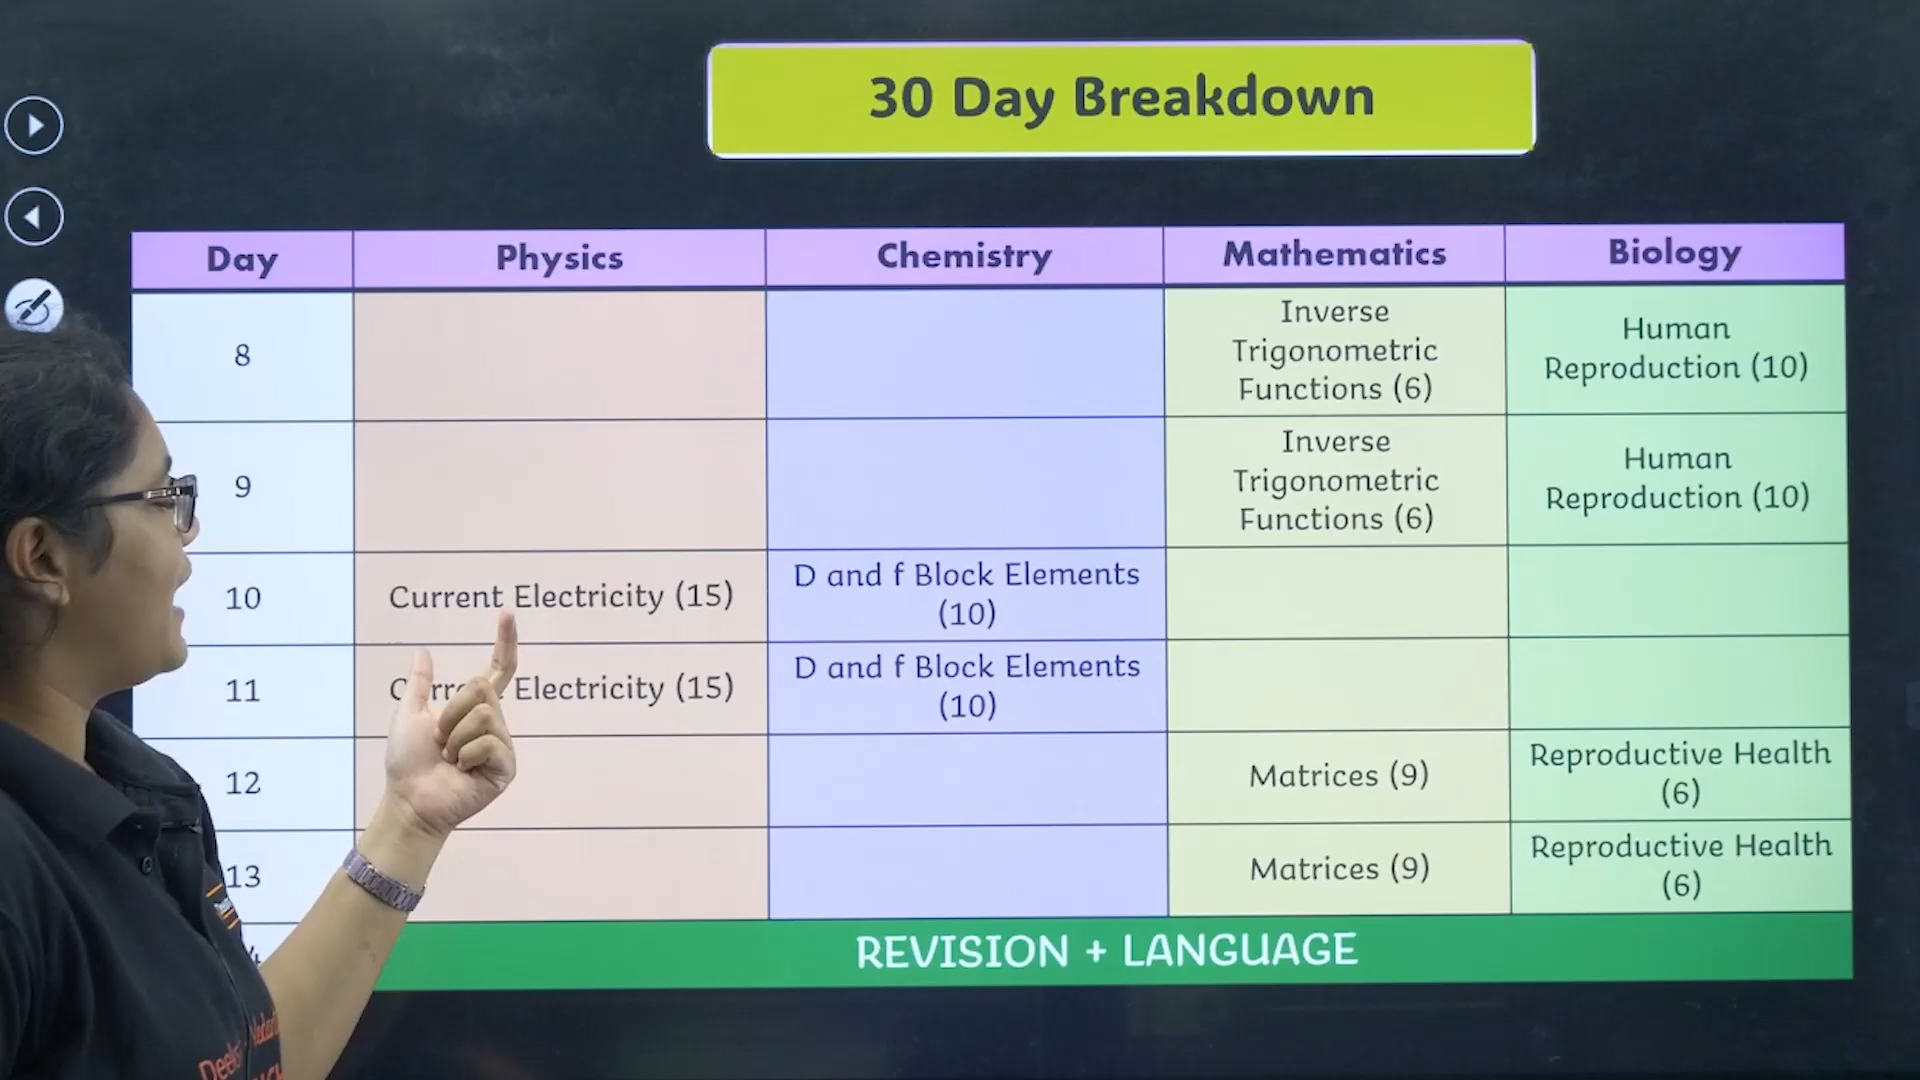 30 Day Breakdown
Day Physics Chemistry Mathematics Biology
8 Inverse Trigonometric Functions (6) Human Reproduction (10)
9 Inverse Trigonometric Functions (6) Human Reproduction (10)
10 Current Electricity (15) D and f Block Elements (10)
11 Electricity (15) D and f Block Elements (10)
12 Matrices (9) Reproductive Health (6)
13 Matrices (9) Reproductive Health (6)
REVISION + LANGUAGE